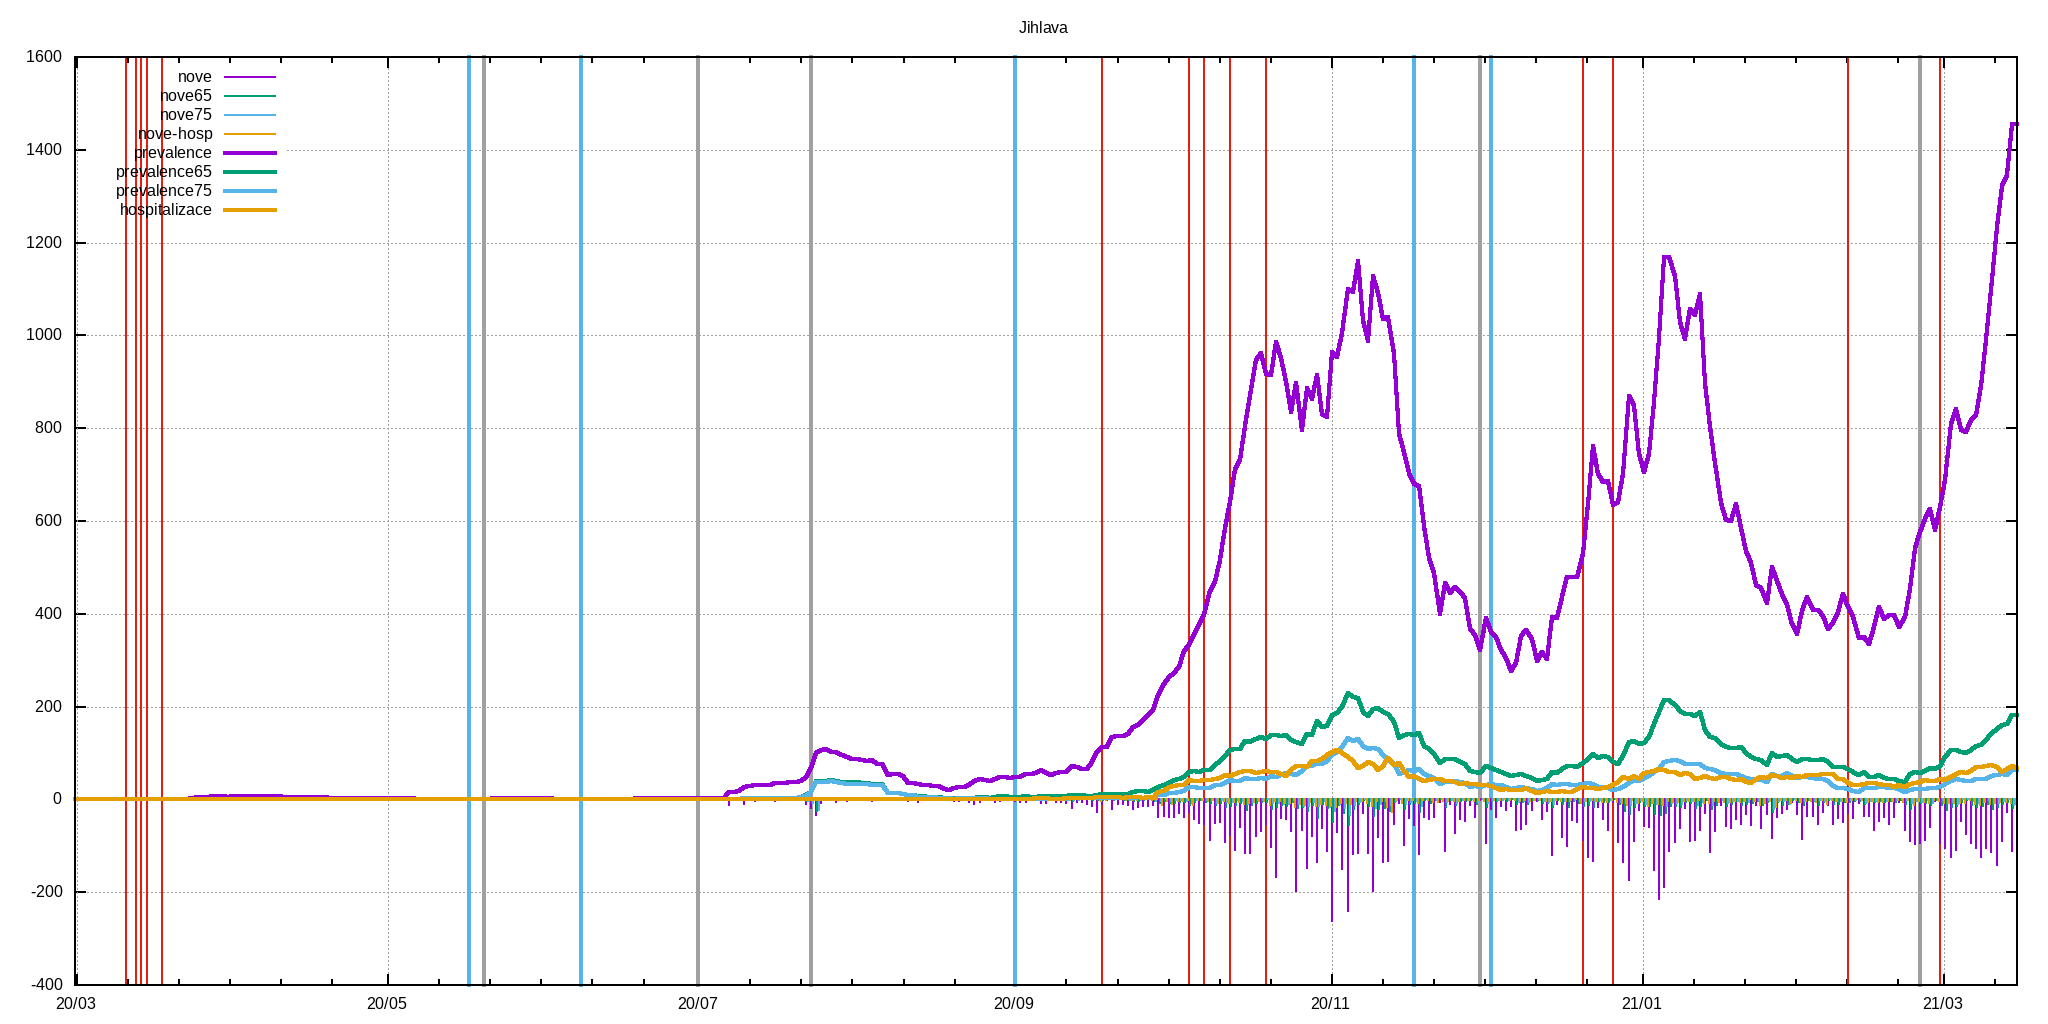 Jihlava
1600
1400
1200
1000
800
600
400
200
0
-200
-400
nove
nove65
nove75
nove-hosp
prevalence
prevalence65
prevalence75
hospitalizace
20/03 20/05 20/07 20/09 20/11 21/01 21/03